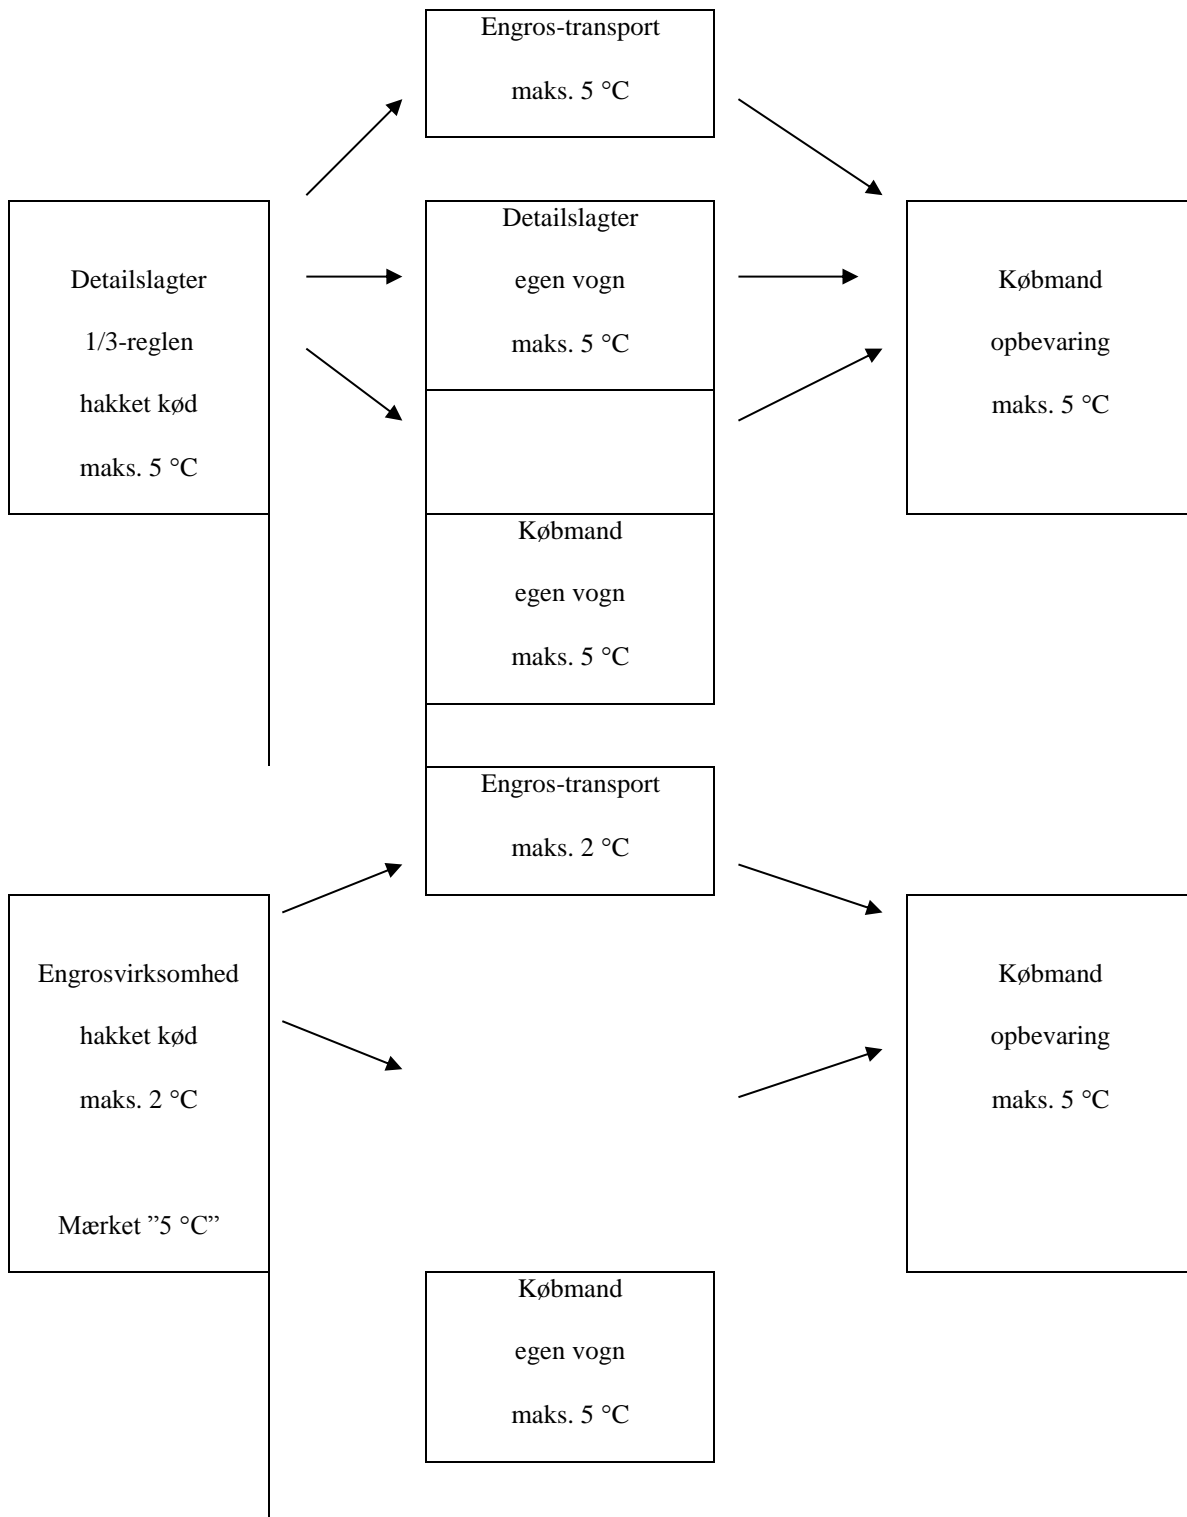 Engros-transport
maks. 5 °C
Detailslagter
1/3-reglen
hakket kød
maks. 5 °C
Detailslagter
egen vogn
maks. 5 °C
Købmand
opbevaring
maks. 5 °C
Købmand
egen vogn
maks. 5 °C
Engros-transport
maks. 2 °C
Engrosvirksomhed
hakket kød
maks. 2 °C
Mærket ”5 °C”
Købmand
opbevaring
maks. 5 °C
Købmand
egen vogn
maks. 5 °C